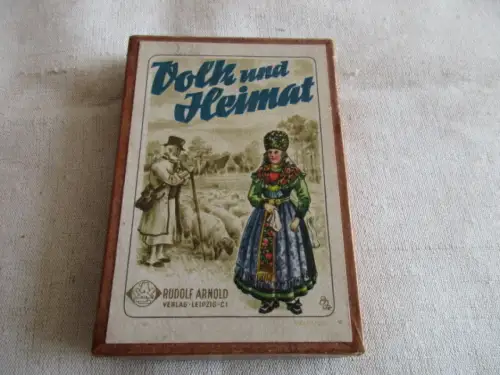 Volk und
Heimat
RUDOLF ARNOLD
VERLAG · LEIPZIG · C1